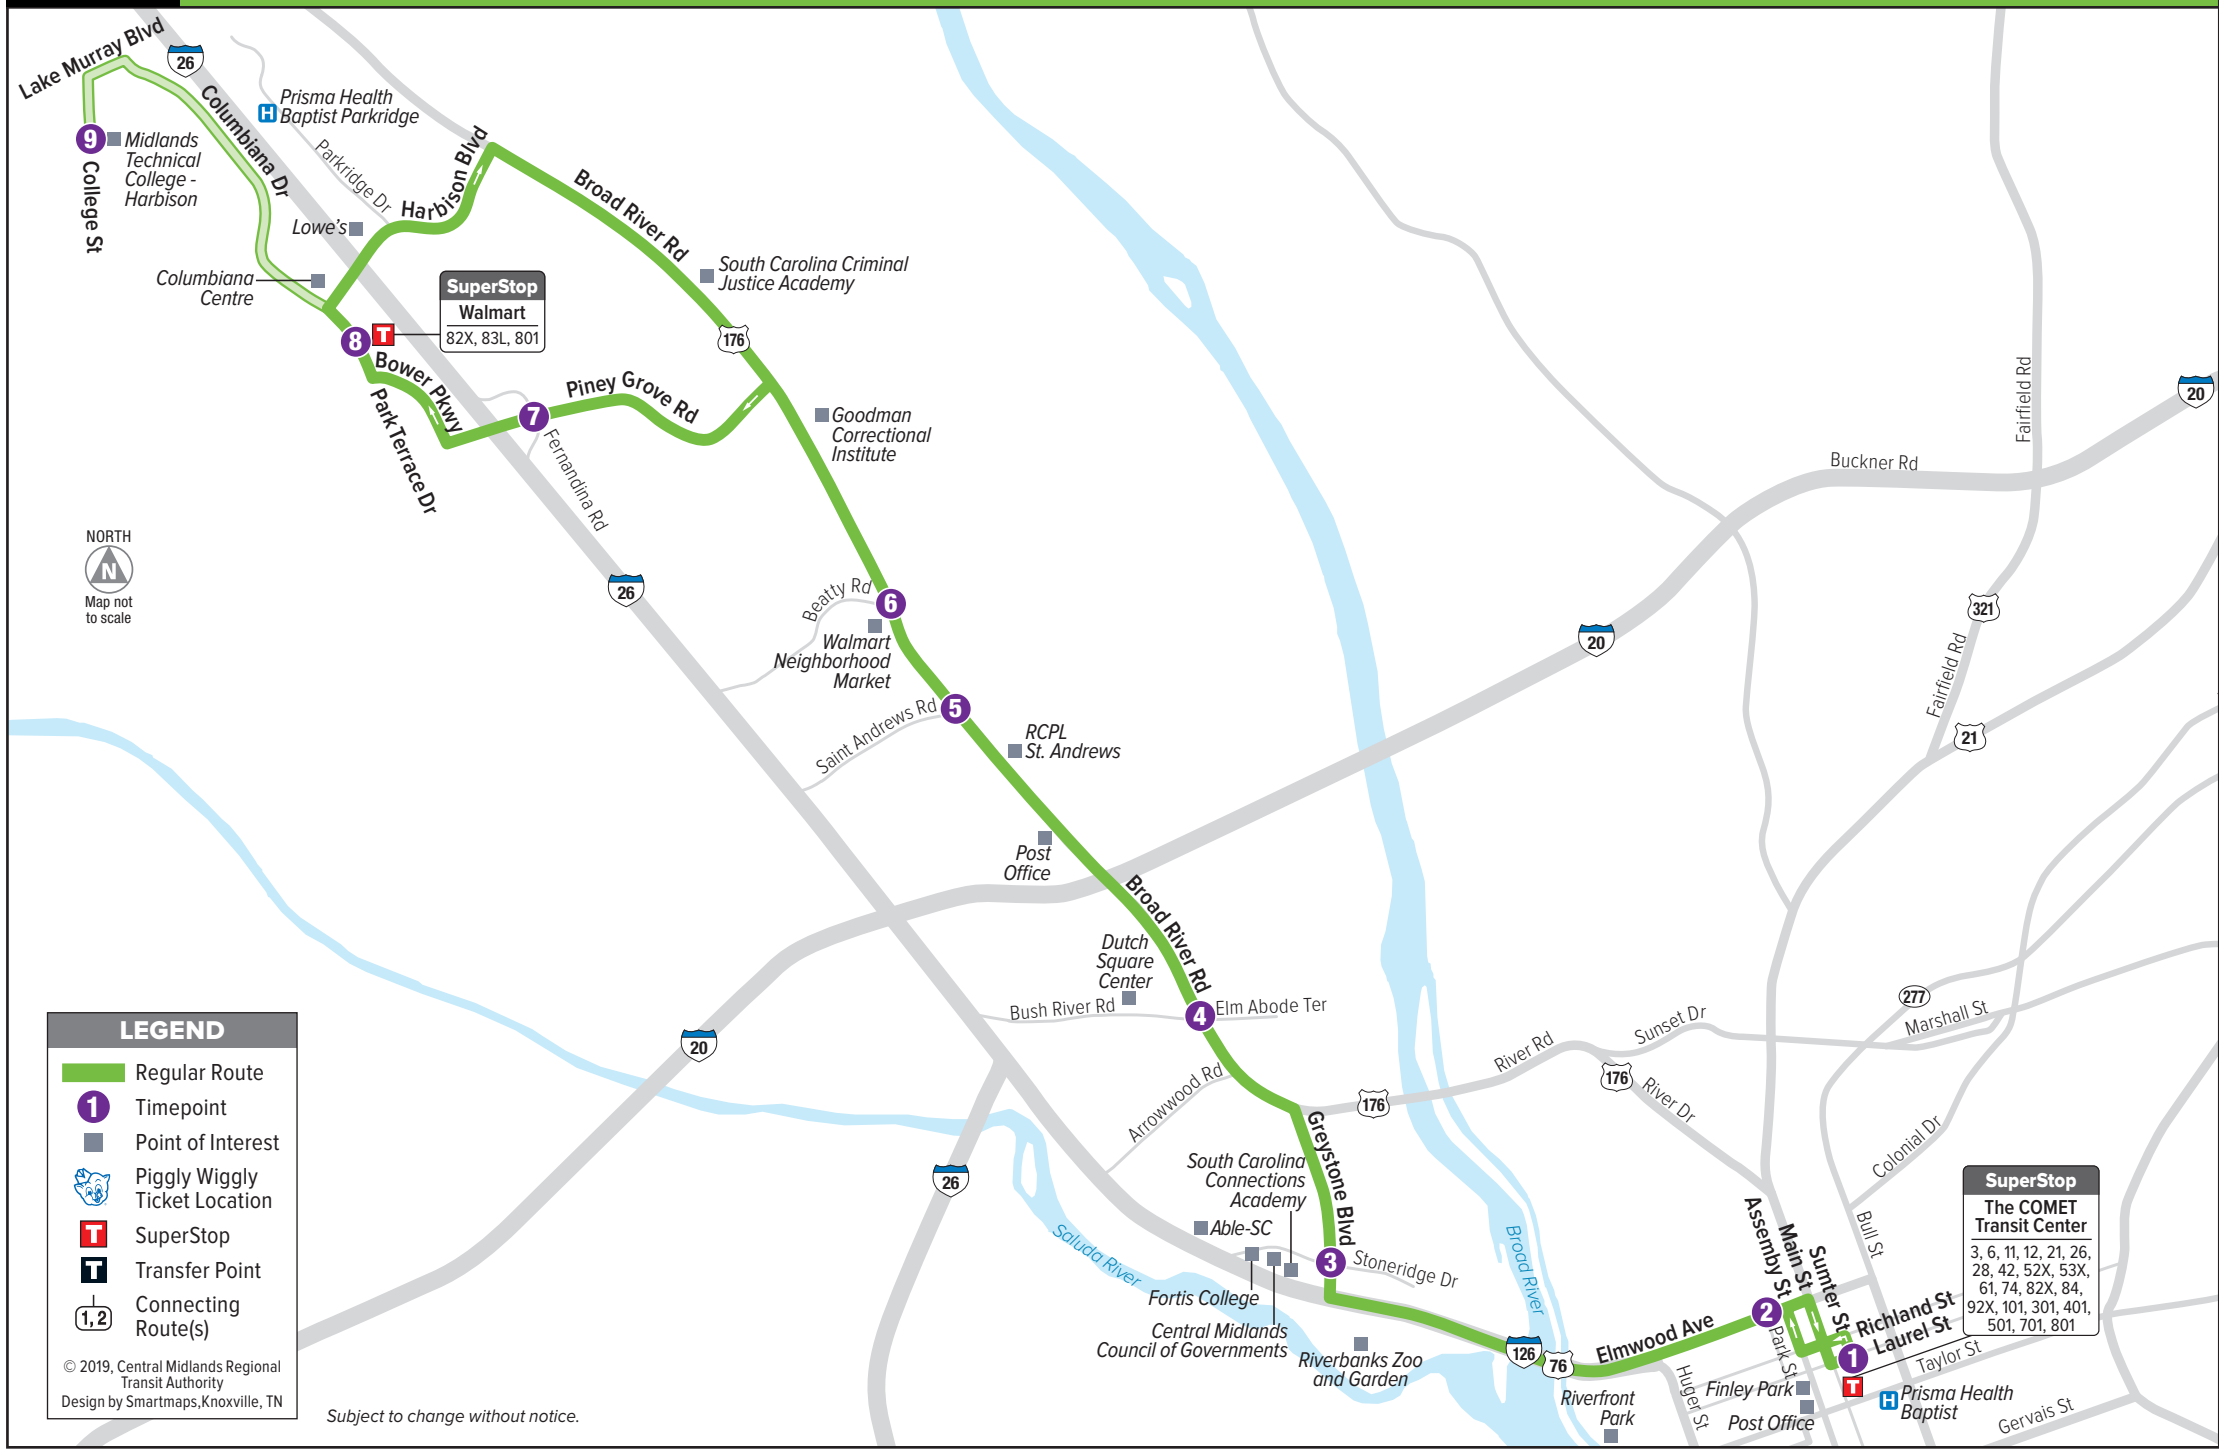 Lake Murray Blvd
26
Columbiana Dr
H Prisma Health
Baptist Parkridge
Parkridge Dr
9
Midlands
Technical
College -
Harbison
College St
Harbison Blvd
Lowe's
Columbiana
Centre
Broad River Rd
South Carolina Criminal
Justice Academy
SuperStop
Walmart
82X, 83L, 801
8
T
176
Bower Pkwy
Park Terrace Dr
7
Piney Grove Rd
Fernandina Rd
Goodman
Correctional
Institute
Fairfield Rd
20
Buckner Rd
NORTH
N
Map not
to scale
26
Beatty Rd
6
Walmart
Neighborhood
Market
321
20
Fairfield Rd
21
Saint Andrews Rd
5
RCPL
St. Andrews
Post
Office
Broad River Rd
Dutch
Square
Center
Bush River Rd
4
Elm Abode Ter
277
Marshall St
Sunset Dr
River Rd
176
176
River Dr
20
Arrowwood Rd
Greystone Blvd
Colonial Dr
26
South Carolina
Connections
Academy
Able-SC
3
Stoneridge Dr
Fortis College
Central Midlands
Council of Governments
Riverbanks Zoo
and Garden
Saluda River
Broad River
126
76
Elmwood Ave
Riverfront
Park
Huger St
2
Assemby St
Main St
Sumter St
Bull St
Park St
Richland St
Laurel St
1
T
Taylor St
Finley Park
Post Office
H Prisma Health
Baptist
Gervais St
SuperStop
The COMET
Transit Center
3, 6, 11, 12, 21, 26,
28, 42, 52X, 53X,
61, 74, 82X, 84,
92X, 101, 301, 401,
501, 701, 801
LEGEND
Regular Route
1 Timepoint
Point of Interest
Piggly Wiggly
Ticket Location
T SuperStop
T Transfer Point
1, 2 Connecting
Route(s)
© 2019, Central Midlands Regional
Transit Authority
Design by Smartmaps,Knoxville, TN
Subject to change without notice.